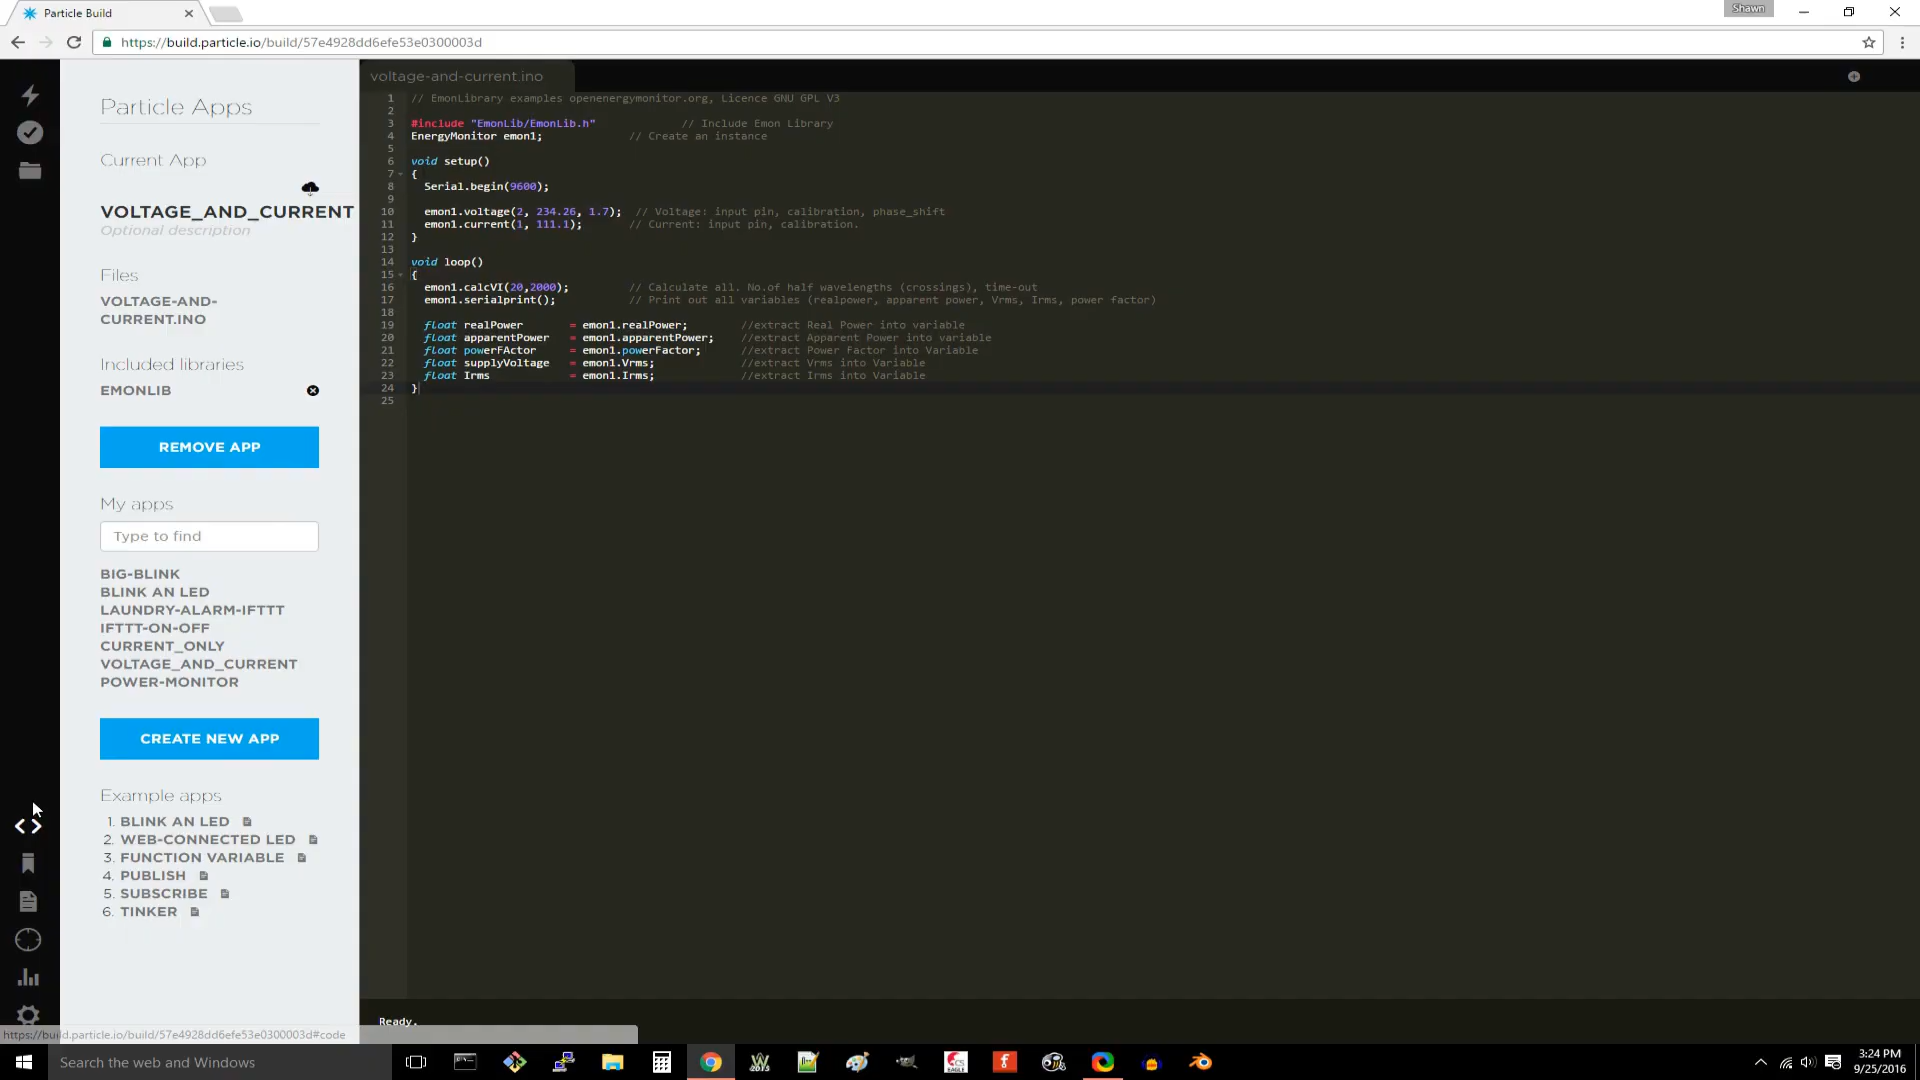 Particle Build
Shawn
https://build.particle.io/build/57e4928dd6efe53e0300003d
Particle Apps
Current App
VOLTAGE_AND_CURRENT
Optional description
Files
VOLTAGE-AND-
CURRENT.INO
Included libraries
EMONLIB
REMOVE APP
My apps
Type to find
BIG-BLINK
BLINK AN LED
LAUNDRY-ALARM-IFTTT
IFTTT-ON-OFF
CURRENT_ONLY
VOLTAGE_AND_CURRENT
POWER-MONITOR
CREATE NEW APP
Example apps
1. BLINK AN LED
2. WEB-CONNECTED LED
3. FUNCTION VARIABLE
4. PUBLISH
5. SUBSCRIBE
6. TINKER
voltage-and-current.ino
1 // EmonLibrary examples openenergymonitor.org, Licence GNU GPL V3
2
3 #include "EmonLib/EmonLib.h" // Include Emon Library
4 EnergyMonitor emon1; // Create an instance
5
6 void setup()
7 {
8 Serial.begin(9600);
9
10 emon1.voltage(2, 234.26, 1.7); // Voltage: input pin, calibration, phase_shift
11 emon1.current(1, 111.1); // Current: input pin, calibration.
12 }
13
14 void loop()
15 {
16 emon1.calcVI(20,2000); // Calculate all. No.of half wavelengths (crossings), time-out
17 emon1.serialprint(); // Print out all variables (realpower, apparent power, Vrms, Irms, power factor)
18
19 float realPower = emon1.realPower; //extract Real Power into variable
20 float apparentPower = emon1.apparentPower; //extract Apparent Power into variable
21 float powerFActor = emon1.powerFactor; //extract Power Factor into Variable
22 float supplyVoltage = emon1.Vrms; //extract Vrms into Variable
23 float Irms = emon1.Irms; //extract Irms into Variable
24 }
25
Ready.
https://build.particle.io/build/57e4928dd6efe53e0300003d#code
Search the web and Windows
3:24 PM
9/25/2016